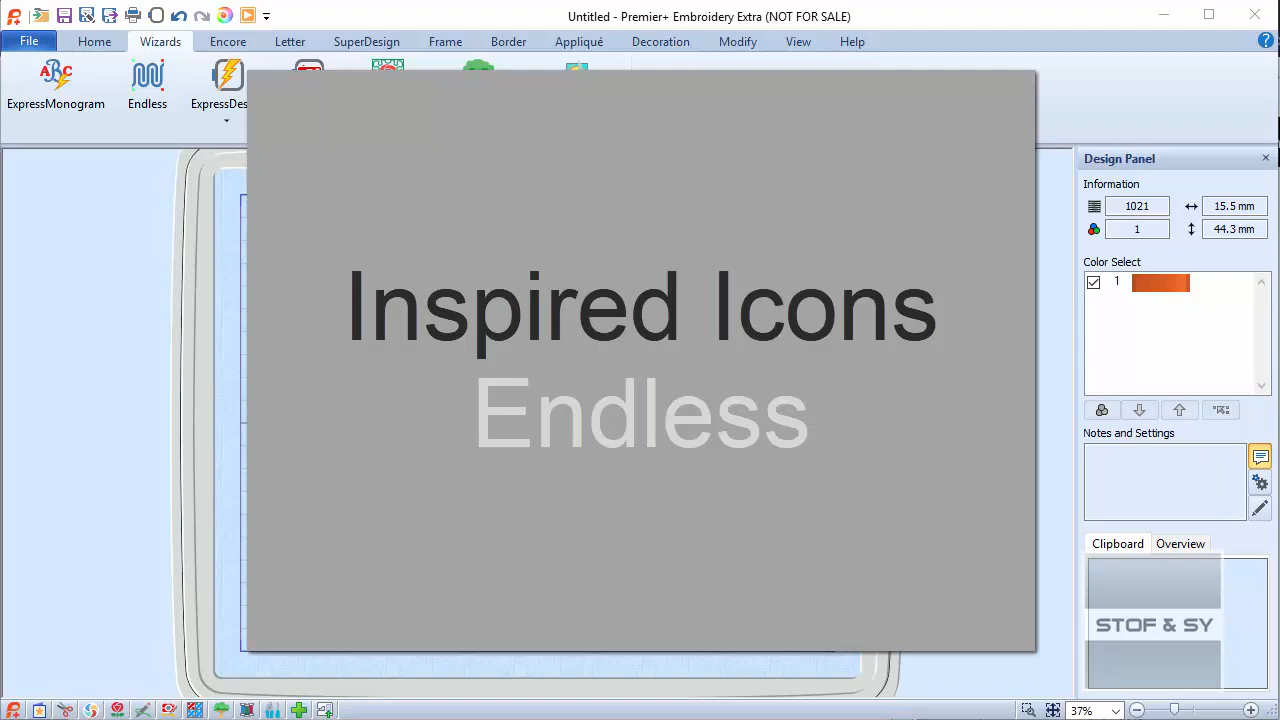 Untitled - Premier+ Embroidery Extra (NOT FOR SALE)
File Home Wizards Encore Letter SuperDesign Frame Border Appliqué Decoration Modify View Help
ExpressMonogram Endless ExpressDes
Design Panel
Information
1021 15.5 mm
1 44.3 mm
Color Select
1
Inspired Icons
Endless
Notes and Settings
Clipboard Overview
STOF & SY
37%